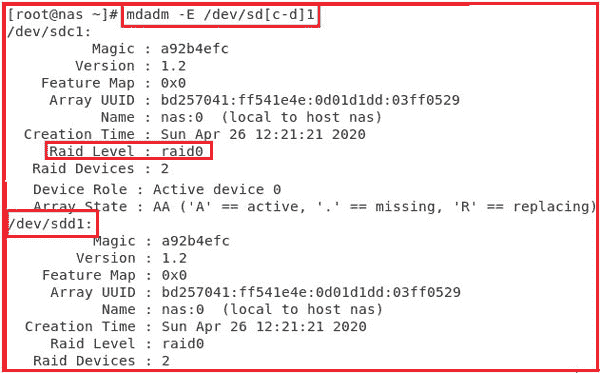 [root@nas ~]# mdadm -E /dev/sd[c-d]1
/dev/sdc1:
Magic : a92b4efc
Version : 1.2
Feature Map : 0x0
Array UUID : bd257041:ff541e4e:0d01d1dd:03ff0529
Name : nas:0  (local to host nas)
Creation Time : Sun Apr 26 12:21:21 2020
Raid Level : raid0
Raid Devices : 2
Device Role : Active device 0
Array State : AA ('A' == active, '.' == missing, 'R' == replacing)
/dev/sdd1:
Magic : a92b4efc
Version : 1.2
Feature Map : 0x0
Array UUID : bd257041:ff541e4e:0d01d1dd:03ff0529
Name : nas:0  (local to host nas)
Creation Time : Sun Apr 26 12:21:21 2020
Raid Level : raid0
Raid Devices : 2